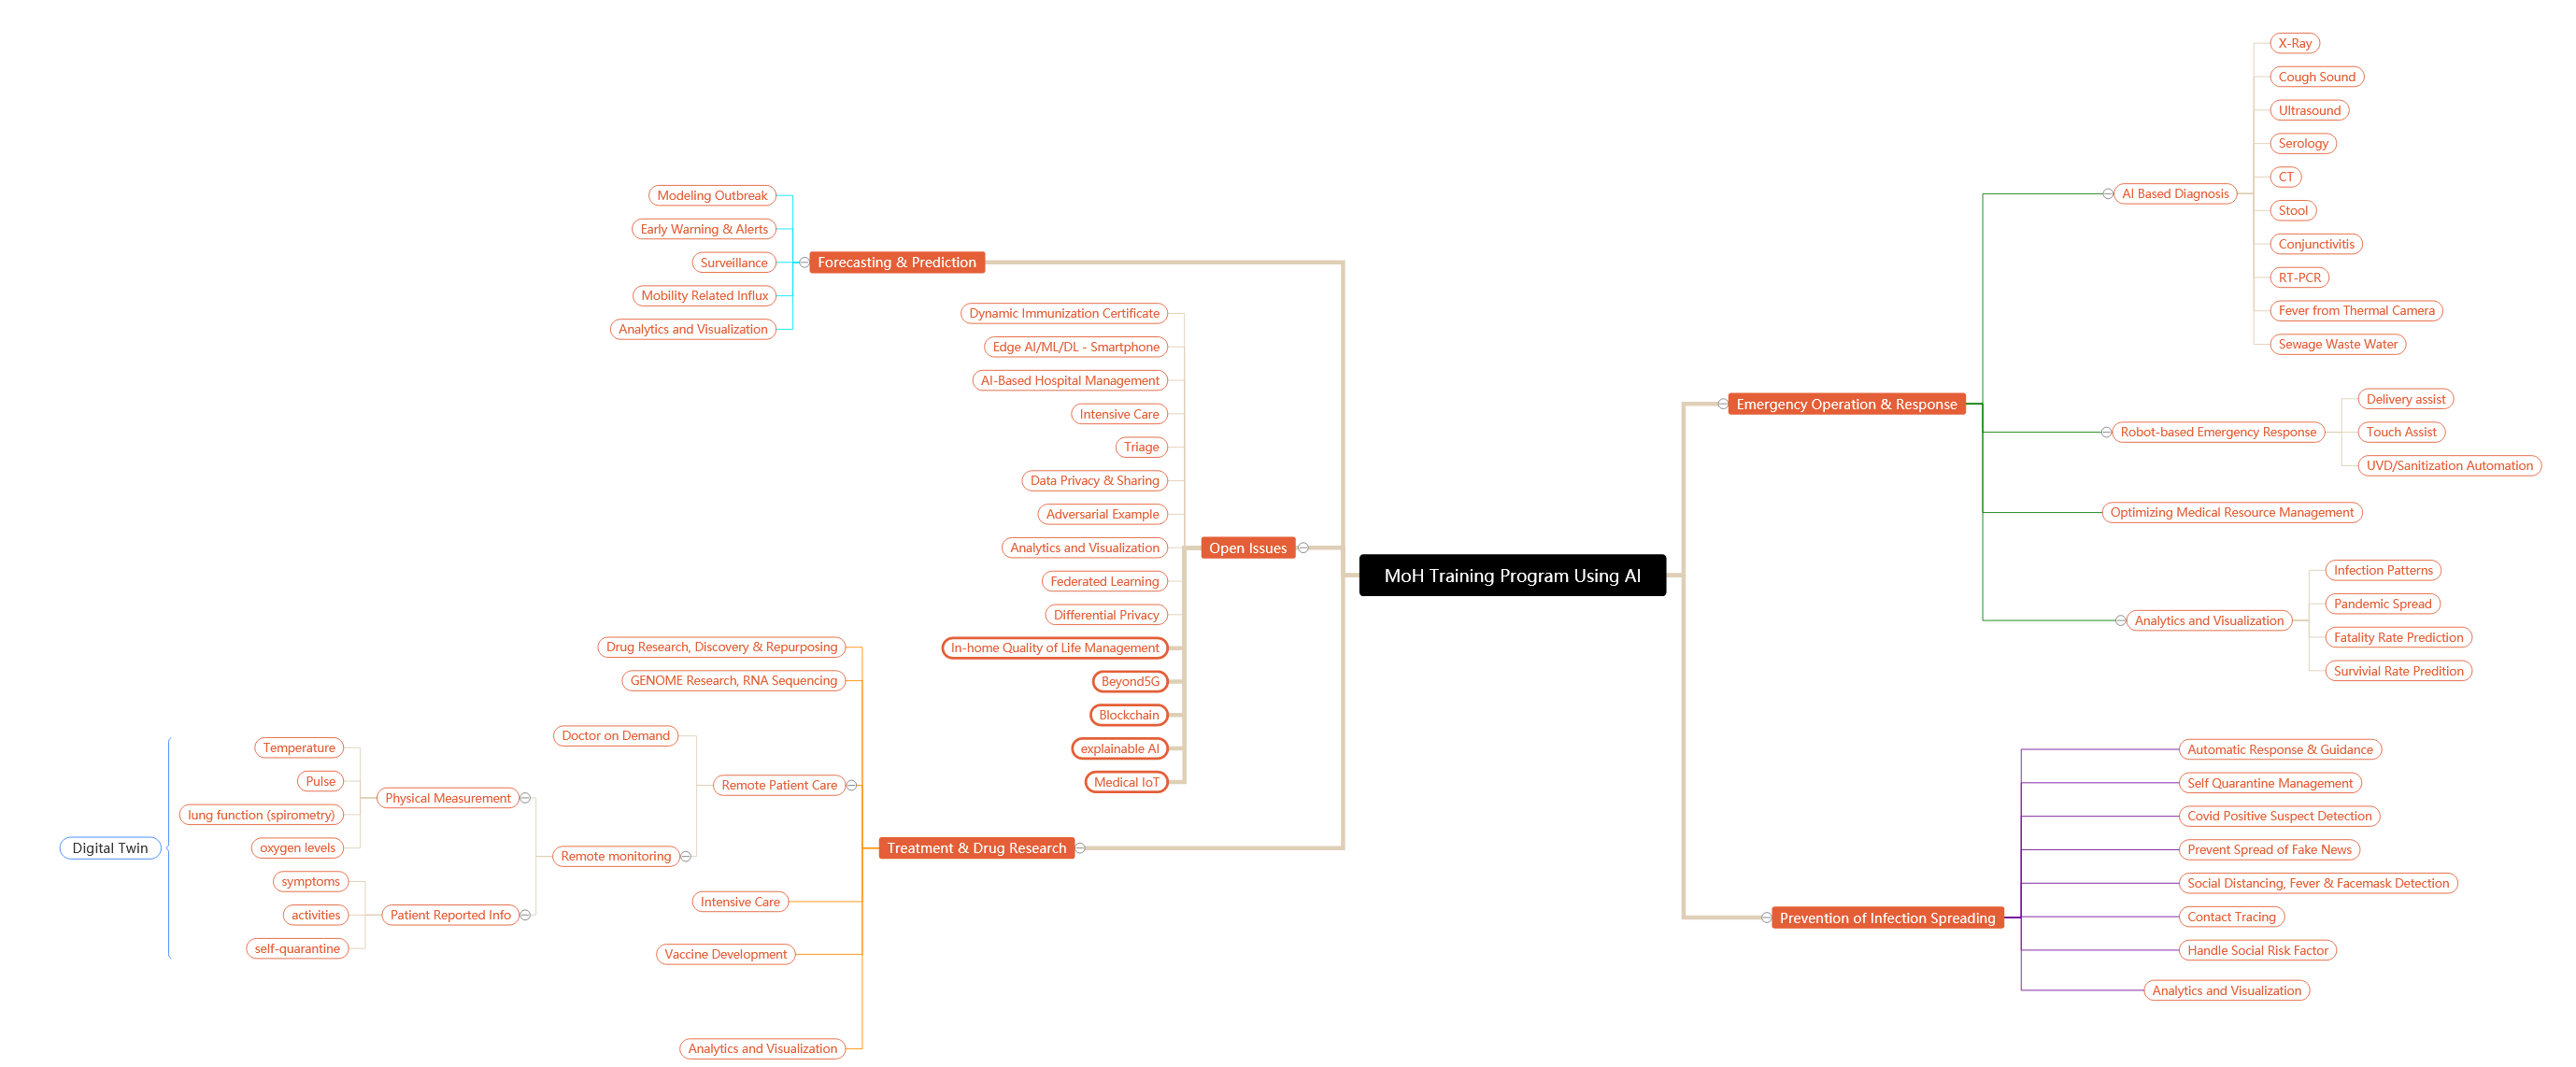 MoH Training Program Using AI
Emergency Operation & Response
AI Based Diagnosis
X-Ray
Cough Sound
Ultrasound
Serology
CT
Stool
Conjunctivitis
RT-PCR
Fever from Thermal Camera
Sewage Waste Water
Robot-based Emergency Response
Delivery assist
Touch Assist
UVD/Sanitization Automation
Optimizing Medical Resource Management
Analytics and Visualization
Infection Patterns
Pandemic Spread
Fatality Rate Prediction
Survivial Rate Predition
Prevention of Infection Spreading
Automatic Response & Guidance
Self Quarantine Management
Covid Positive Suspect Detection
Prevent Spread of Fake News
Social Distancing, Fever & Facemask Detection
Contact Tracing
Handle Social Risk Factor
Analytics and Visualization
Forecasting & Prediction
Modeling Outbreak
Early Warning & Alerts
Surveillance
Mobility Related Influx
Analytics and Visualization
Open Issues
Dynamic Immunization Certificate
Edge AI/ML/DL - Smartphone
AI-Based Hospital Management
Intensive Care
Triage
Data Privacy & Sharing
Adversarial Example
Analytics and Visualization
Federated Learning
Differential Privacy
In-home Quality of Life Management
Beyond5G
Blockchain
explainable AI
Medical IoT
Treatment & Drug Research
Drug Research, Discovery & Repurposing
GENOME Research, RNA Sequencing
Remote Patient Care
Doctor on Demand
Remote monitoring
Physical Measurement
Temperature
Pulse
lung function (spirometry)
oxygen levels
Patient Reported Info
symptoms
activities
self-quarantine
Digital Twin
Intensive Care
Vaccine Development
Analytics and Visualization